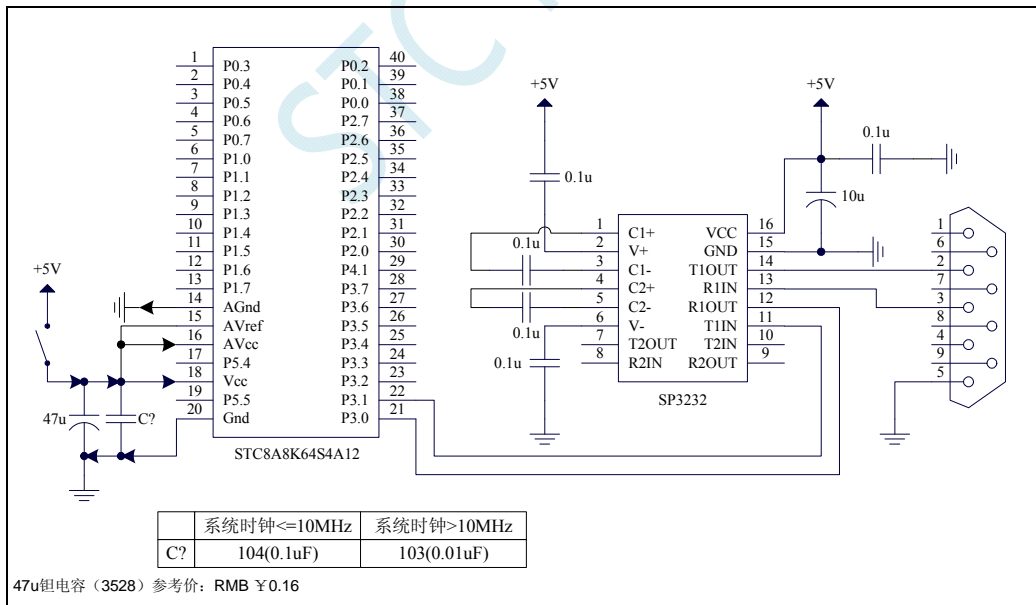 STC
1 P0.3 P0.2 40
2 P0.4 P0.1 39
3 P0.5 P0.0 38
4 P0.6 P2.7 37
5 P0.7 P2.6 36
6 P1.0 P2.5 35
7 P1.1 P2.4 34
8 P1.2 P2.3 33
9 P1.3 P2.2 32
10 P1.4 P2.1 31
11 P1.5 P2.0 30
12 P1.6 P4.1 29
13 P1.7 P3.7 28
14 AGnd P3.6 27
15 AVref P3.5 26
16 AVcc P3.4 25
17 P5.4 P3.3 24
18 Vcc P3.2 23
19 P5.5 P3.1 22
20 Gnd P3.0 21
STC8A8K64S4A12
+5V
47u
C?
+5V
0.1u
0.1u
0.1u
0.1u
1 C1+ VCC 16
2 V+ GND 15
3 C1- T1OUT 14
4 C2+ R1IN 13
5 C2- R1OUT 12
6 V- T1IN 11
7 T2OUT T2IN 10
8 R2IN R2OUT 9
SP3232
+5V
0.1u
10u
1
6
2
7
3
8
4
9
5
系统时钟<=10MHz 系统时钟>10MHz
C? 104(0.1uF) 103(0.01uF)
47u钽电容（3528）参考价：RMB ￥0.16